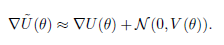 ∇Ũ(θ) ≈ ∇U(θ) + 𝒩(0, V(θ)).